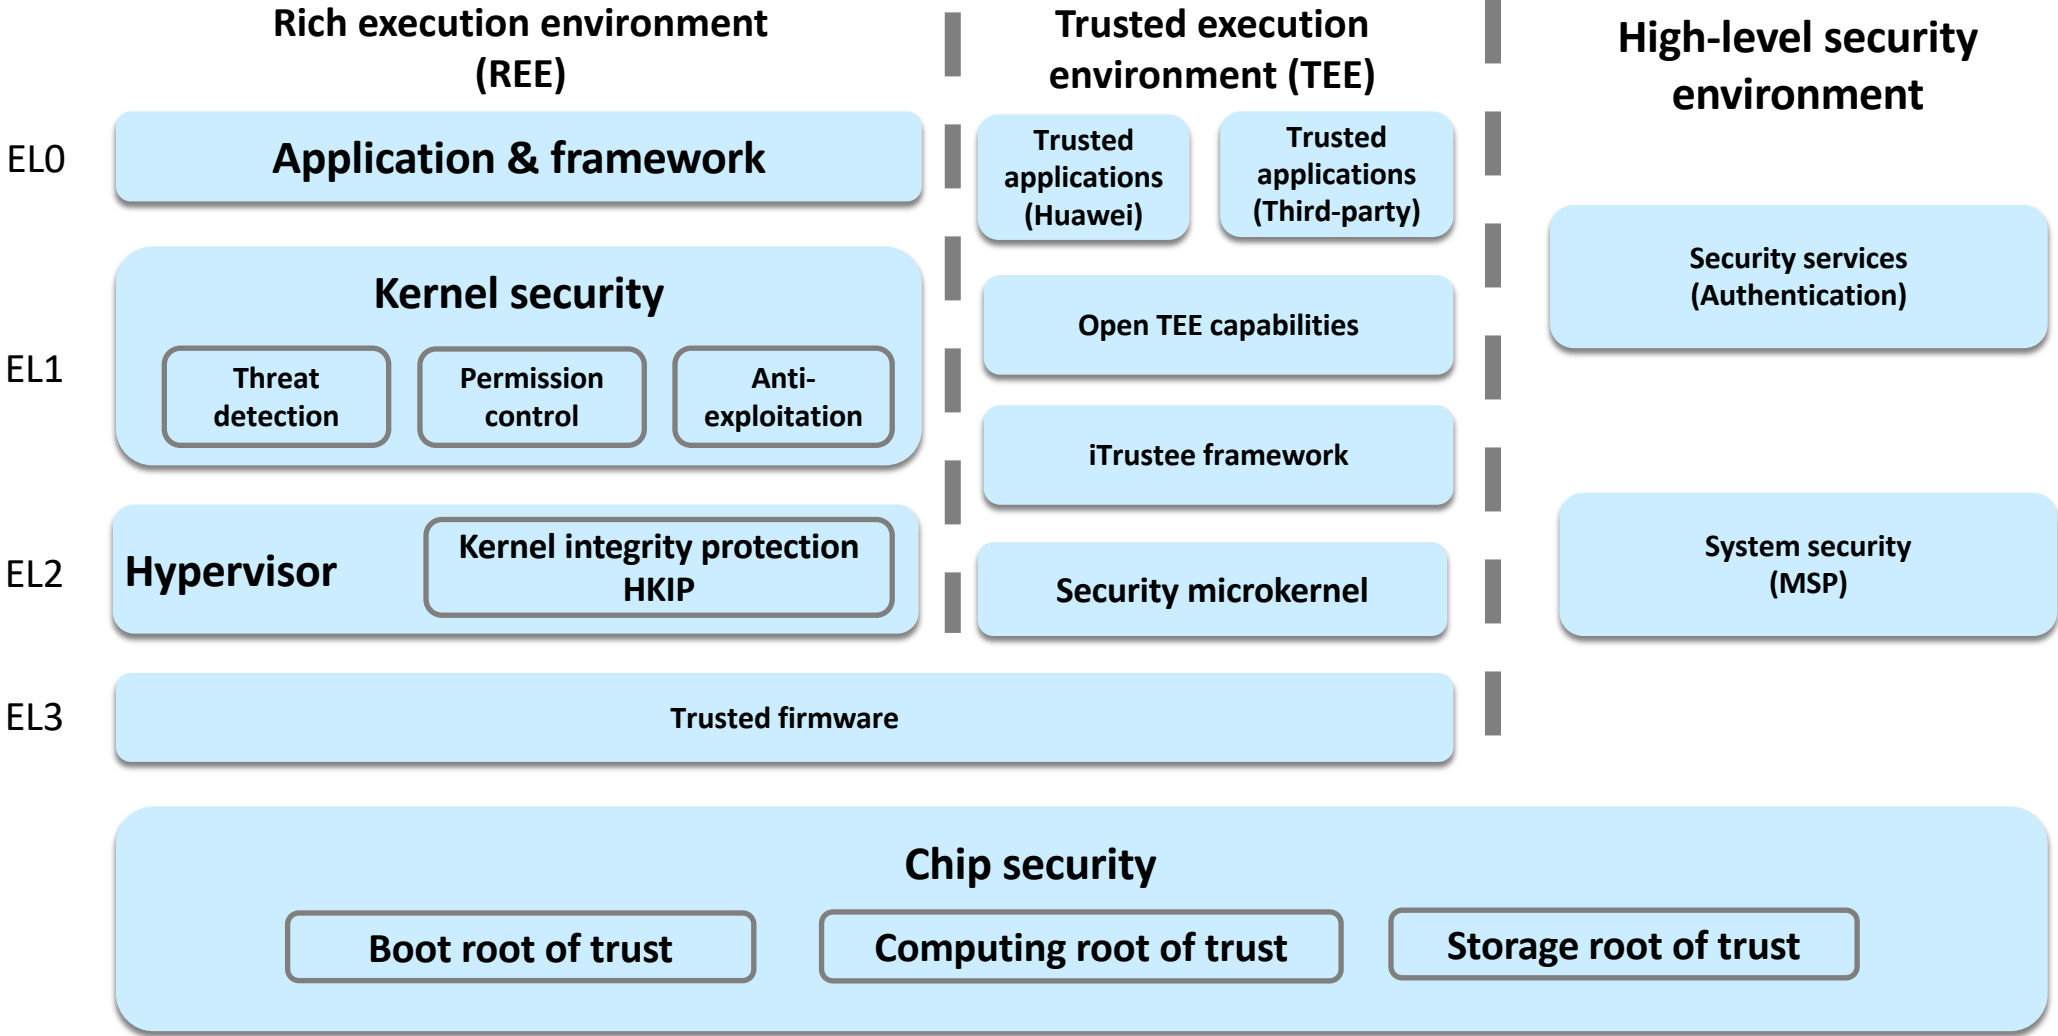 Rich execution environment
(REE)
Trusted execution
environment (TEE)
High-level security
environment
EL0
Application & framework
Trusted
applications
(Huawei)
Trusted
applications
(Third-party)
Security services
(Authentication)
EL1
Kernel security
Threat
detection
Permission
control
Anti-
exploitation
Open TEE capabilities
iTrustee framework
EL2
Hypervisor
Kernel integrity protection
HKIP
Security microkernel
System security
(MSP)
EL3
Trusted firmware
Chip security
Boot root of trust
Computing root of trust
Storage root of trust